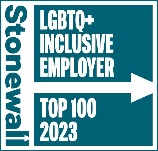 Stonewall
LGBTQ+
INCLUSIVE
EMPLOYER
TOP 100
2023